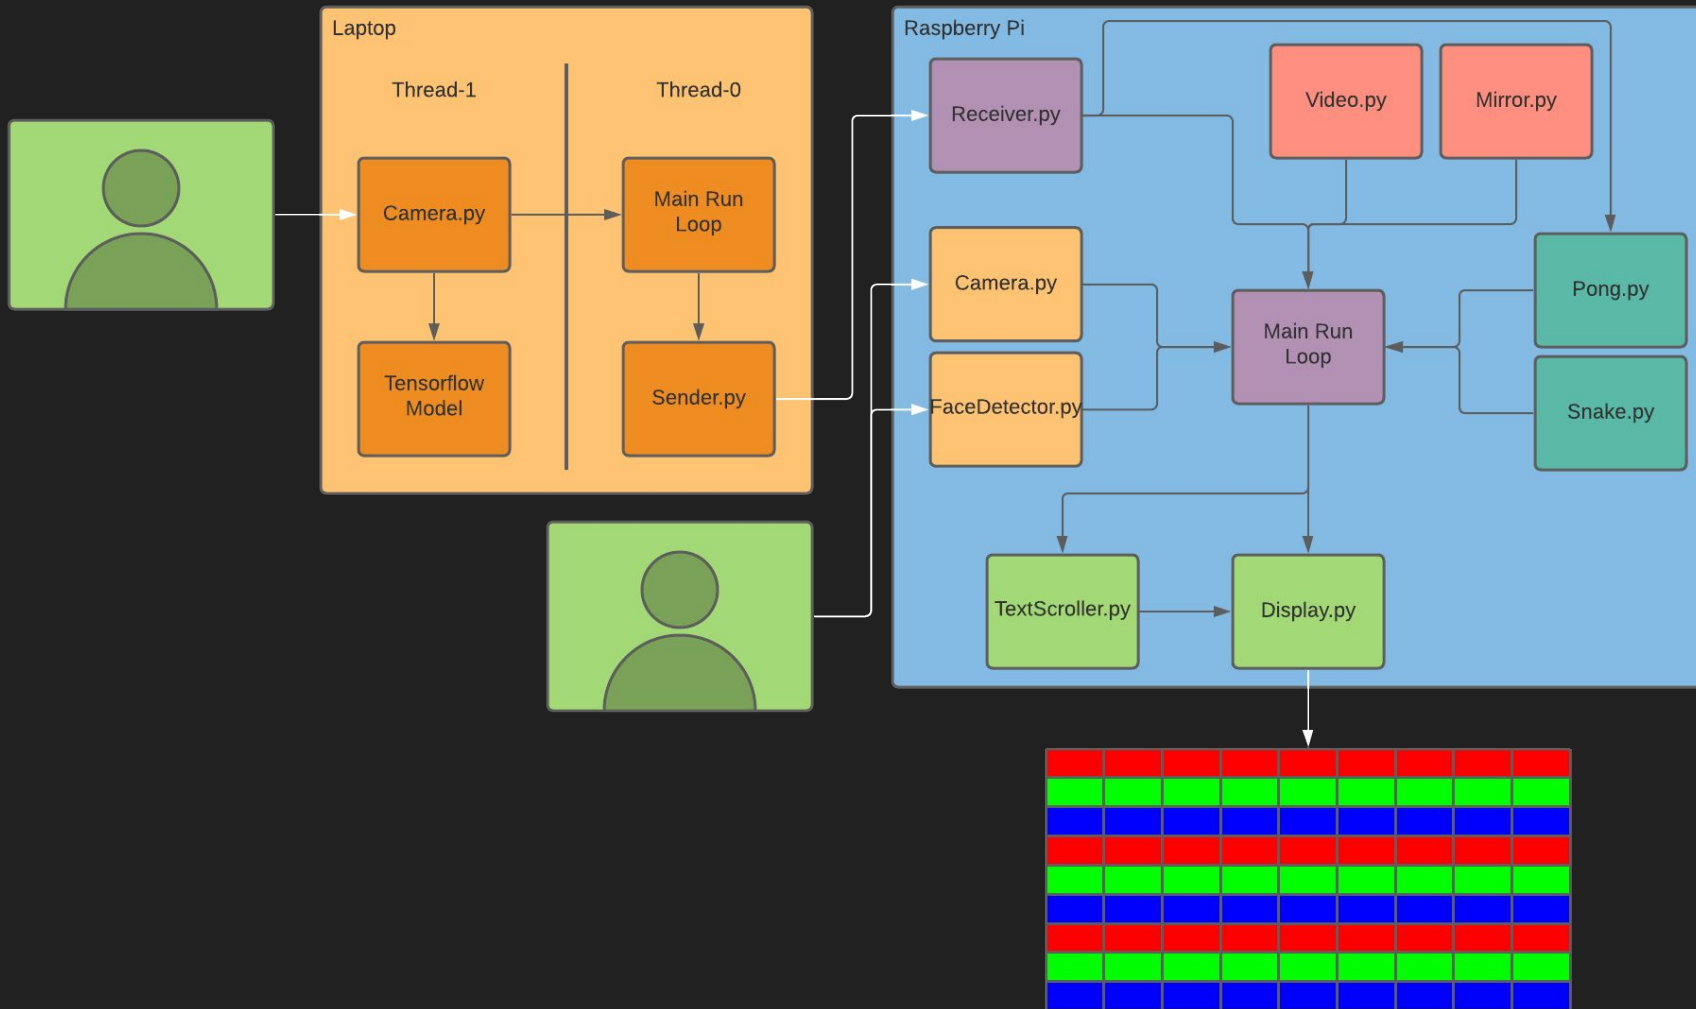 Laptop
Thread-1
Thread-0
Camera.py
Main Run
Loop
Tensorflow
Model
Sender.py
Raspberry Pi
Receiver.py
Video.py
Mirror.py
Camera.py
FaceDetector.py
Main Run
Loop
Pong.py
Snake.py
TextScroller.py
Display.py